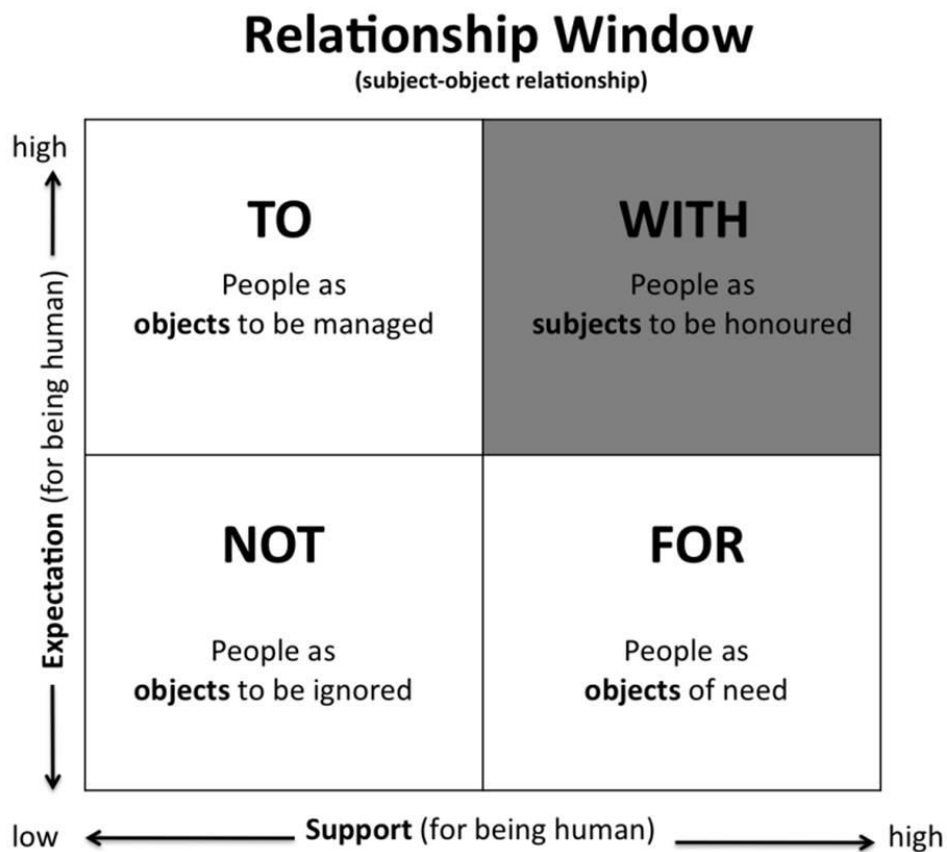 Relationship Window
(subject-object relationship)
high
TO
People as
objects to be managed
WITH
People as
subjects to be honoured
Expectation (for being human)
NOT
People as
objects to be ignored
FOR
People as
objects of need
low
Support (for being human)
high